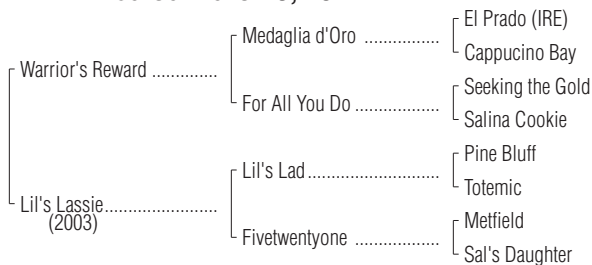 El Prado (IRE)
Medaglia d'Oro ...............
Cappucino Bay
Warrior's Reward .............
Seeking the Gold
For All You Do .................
Salina Cookie
Pine Bluff
Lil's Lad..........................
Totemic
Lil's Lassie.......................
(2003)
Metfield
Fivetwentyone .................
Sal's Daughter